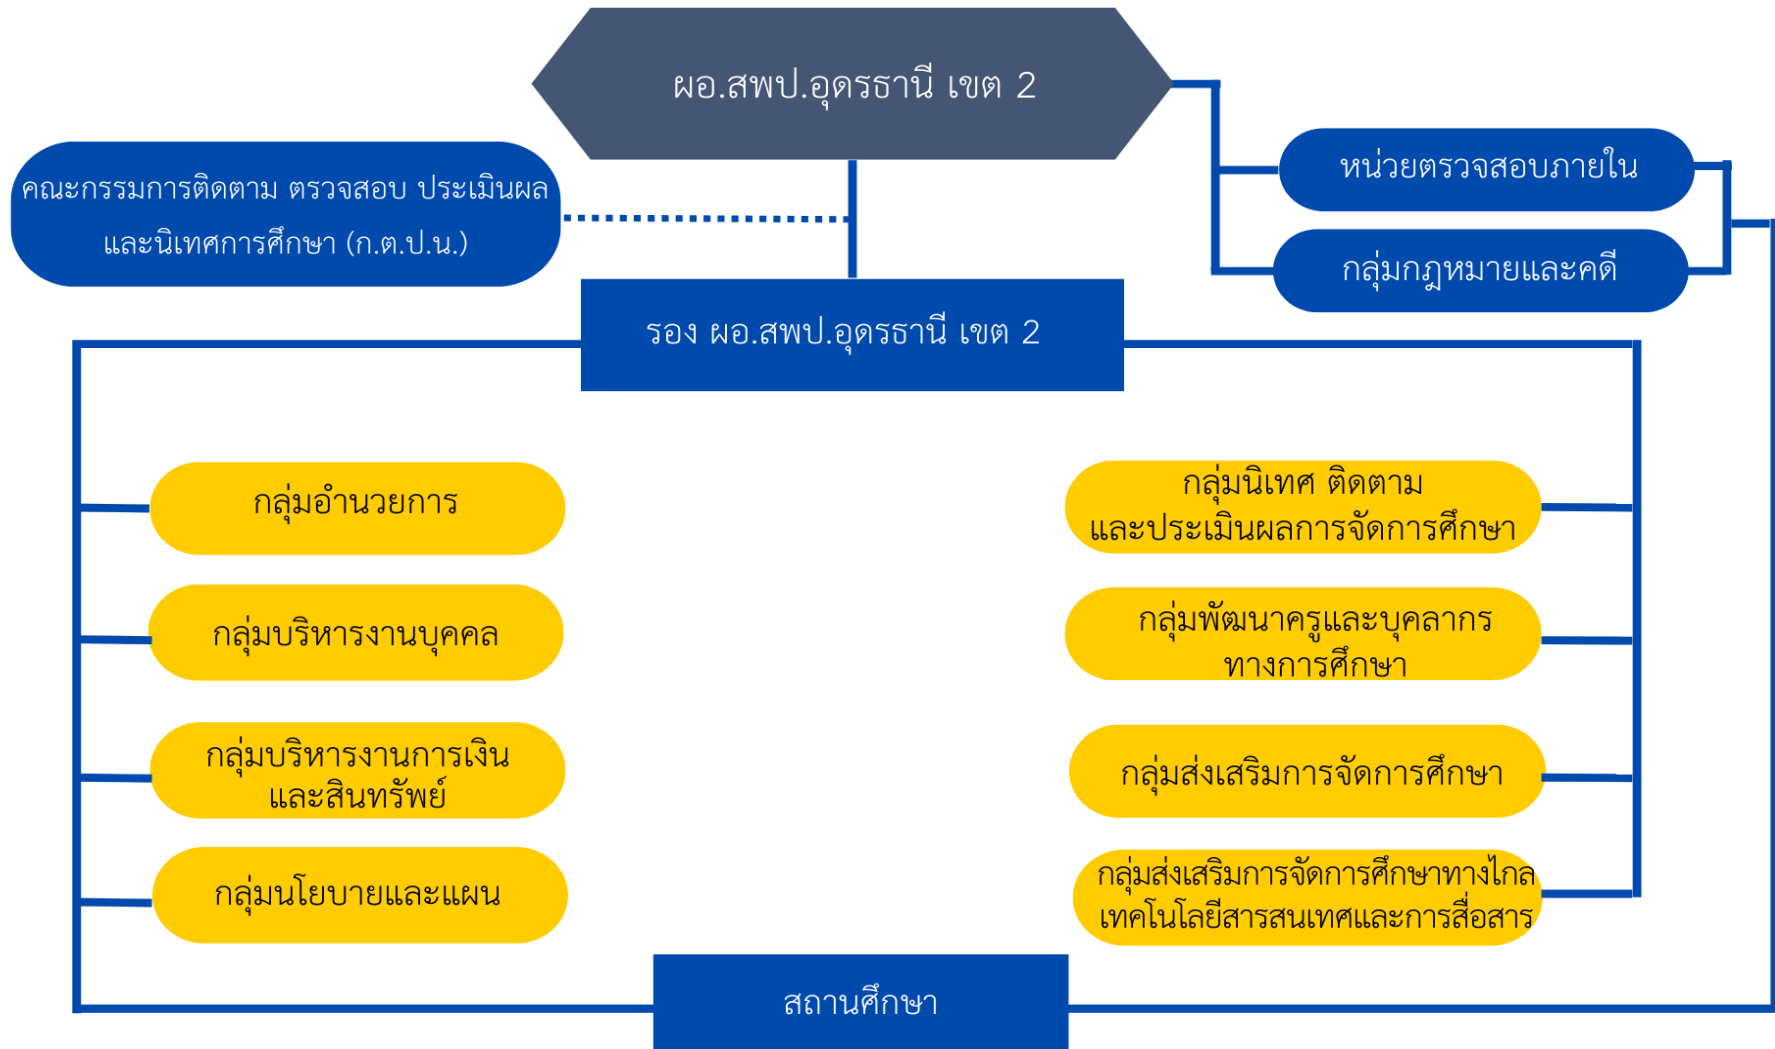 ผอ.สพป.อุดรธานี เขต 2
คณะกรรมการติดตาม ตรวจสอบ ประเมินผล
และนิเทศการศึกษา (ก.ต.ป.น.)
หน่วยตรวจสอบภายใน
กลุ่มกฎหมายและคดี
รอง ผอ.สพป.อุดรธานี เขต 2
กลุ่มอำนวยการ
กลุ่มบริหารงานบุคคล
กลุ่มบริหารงานการเงิน
และสินทรัพย์
กลุ่มนโยบายและแผน
กลุ่มนิเทศ ติดตาม
และประเมินผลการจัดการศึกษา
กลุ่มพัฒนาครูและบุคลากร
ทางการศึกษา
กลุ่มส่งเสริมการจัดการศึกษา
กลุ่มส่งเสริมการจัดการศึกษาทางไกล
เทคโนโลยีสารสนเทศและการสื่อสาร
สถานศึกษา